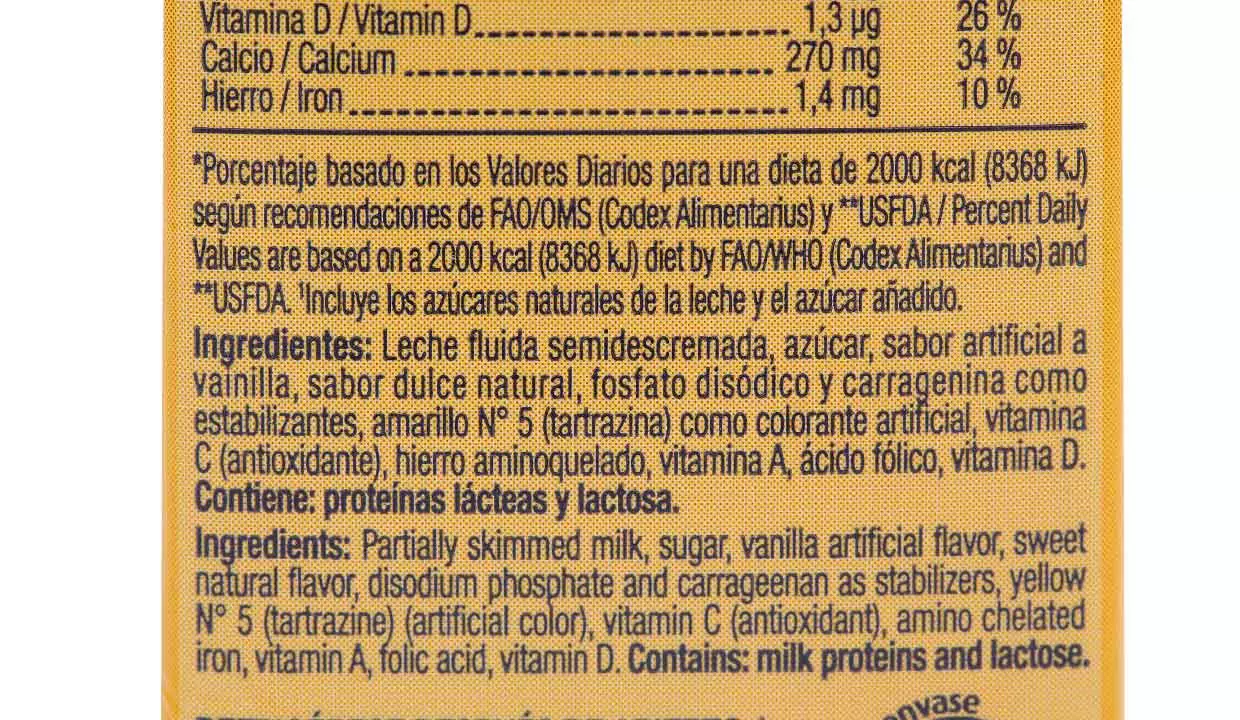 Vitamina D / Vitamin D 1,3 µg 26 %
Calcio / Calcium 270 mg 34 %
Hierro / Iron 1,4 mg 10 %
*Porcentaje basado en los Valores Diarios para una dieta de 2000 kcal (8368 kJ)
según recomendaciones de FAO/OMS (Codex Alimentarius) y **USFDA / Percent Daily
Values are based on a 2000 kcal (8368 kJ) diet by FAO/WHO (Codex Alimentarius) and
**USFDA. ¹Incluye los azúcares naturales de la leche y el azúcar añadido.
Ingredientes: Leche fluida semidescremada, azúcar, sabor artificial a
vainilla, sabor dulce natural, fosfato disódico y carragenina como
estabilizantes, amarillo N° 5 (tartrazina) como colorante artificial, vitamina
C (antioxidante), hierro aminoquelado, vitamina A, ácido fólico, vitamina D.
Contiene: proteínas lácteas y lactosa.
Ingredients: Partially skimmed milk, sugar, vanilla artificial flavor, sweet
natural flavor, disodium phosphate and carrageenan as stabilizers, yellow
N° 5 (tartrazine) (artificial color), vitamin C (antioxidant), amino chelated
iron, vitamin A, folic acid, vitamin D. Contains: milk proteins and lactose.